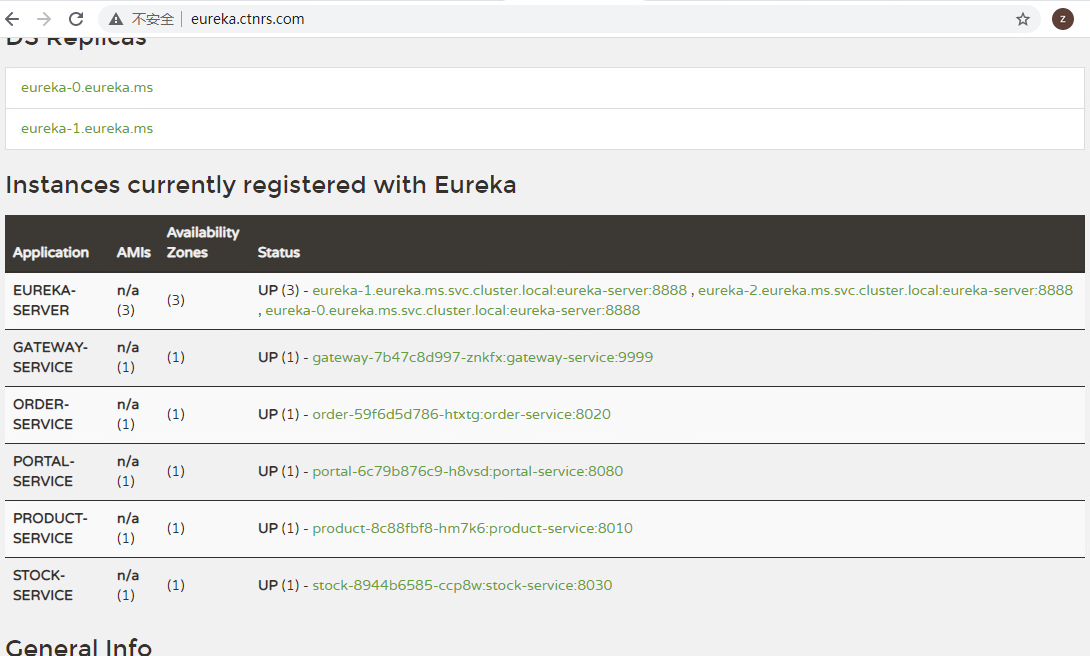 不安全 eureka.ctnrs.com
Z
DS Replicas
eureka-0.eureka.ms
eureka-1.eureka.ms
Instances currently registered with Eureka
Application AMIs Availability Zones Status
EUREKA-SERVER n/a (3) (3) UP (3) - eureka-1.eureka.ms.svc.cluster.local:eureka-server:8888 , eureka-2.eureka.ms.svc.cluster.local:eureka-server:8888 , eureka-0.eureka.ms.svc.cluster.local:eureka-server:8888
GATEWAY-SERVICE n/a (1) (1) UP (1) - gateway-7b47c8d997-znkfx:gateway-service:9999
ORDER-SERVICE n/a (1) (1) UP (1) - order-59f6d5d786-htxtg:order-service:8020
PORTAL-SERVICE n/a (1) (1) UP (1) - portal-6c79b876c9-h8vsd:portal-service:8080
PRODUCT-SERVICE n/a (1) (1) UP (1) - product-8c88fbf8-hm7k6:product-service:8010
STOCK-SERVICE n/a (1) (1) UP (1) - stock-8944b6585-ccp8w:stock-service:8030
General Info